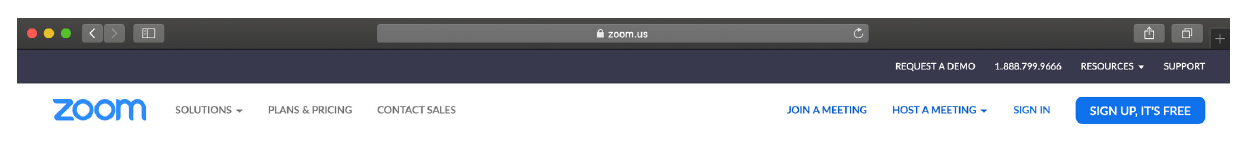 zoom.us
REQUEST A DEMO 1.888.799.9666 RESOURCES SUPPORT
zoom SOLUTIONS PLANS & PRICING CONTACT SALES JOIN A MEETING HOST A MEETING SIGN IN SIGN UP, IT'S FREE